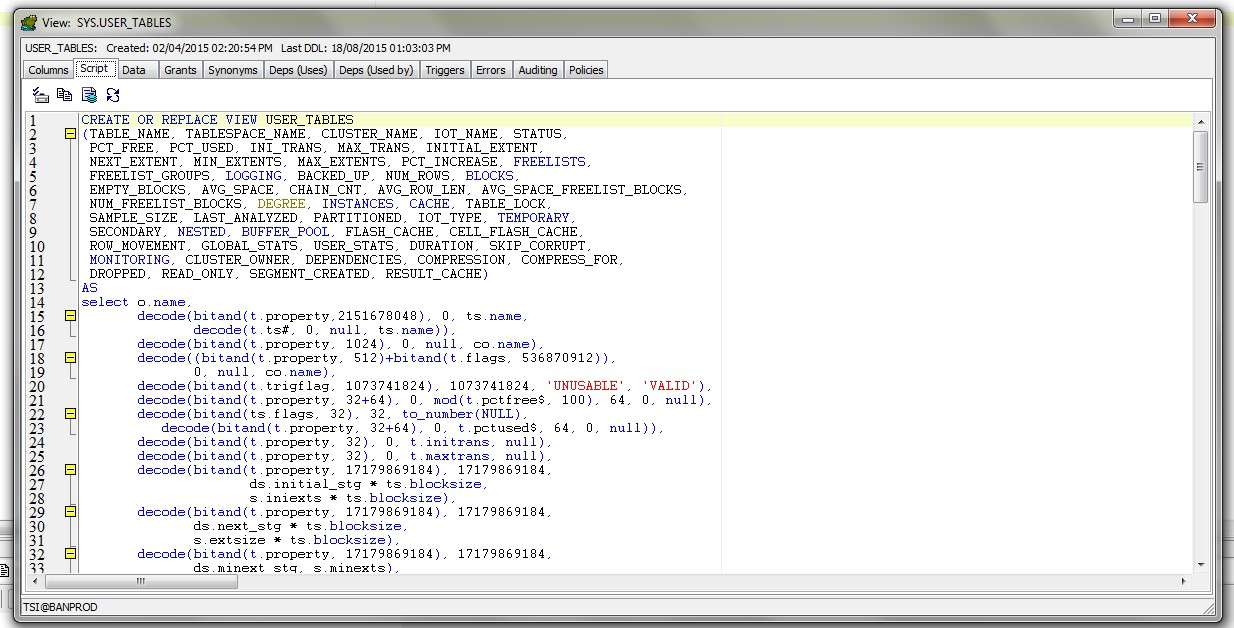 View: SYS.USER_TABLES
USER_TABLES: Created: 02/04/2015 02:20:54 PM Last DDL: 18/08/2015 01:03:03 PM
Columns Script Data Grants Synonyms Deps (Uses) Deps (Used by) Triggers Errors Auditing Policies
1 CREATE OR REPLACE VIEW USER_TABLES
2 (TABLE_NAME, TABLESPACE_NAME, CLUSTER_NAME, IOT_NAME, STATUS,
3 PCT_FREE, PCT_USED, INI_TRANS, MAX_TRANS, INITIAL_EXTENT,
4 NEXT_EXTENT, MIN_EXTENTS, MAX_EXTENTS, PCT_INCREASE, FREELISTS,
5 FREELIST_GROUPS, LOGGING, BACKED_UP, NUM_ROWS, BLOCKS,
6 EMPTY_BLOCKS, AVG_SPACE, CHAIN_CNT, AVG_ROW_LEN, AVG_SPACE_FREELIST_BLOCKS,
7 NUM_FREELIST_BLOCKS, DEGREE, INSTANCES, CACHE, TABLE_LOCK,
8 SAMPLE_SIZE, LAST_ANALYZED, PARTITIONED, IOT_TYPE, TEMPORARY,
9 SECONDARY, NESTED, BUFFER_POOL, FLASH_CACHE, CELL_FLASH_CACHE,
10 ROW_MOVEMENT, GLOBAL_STATS, USER_STATS, DURATION, SKIP_CORRUPT,
11 MONITORING, CLUSTER_OWNER, DEPENDENCIES, COMPRESSION, COMPRESS_FOR,
12 DROPPED, READ_ONLY, SEGMENT_CREATED, RESULT_CACHE)
13 AS
14 select o.name,
15 decode(bitand(t.property,2151678048), 0, ts.name,
16 decode(t.ts#, 0, null, ts.name)),
17 decode(bitand(t.property, 1024), 0, null, co.name),
18 decode((bitand(t.property, 512)+bitand(t.flags, 536870912)),
19 0, null, co.name),
20 decode(bitand(t.trigflag, 1073741824), 1073741824, 'UNUSABLE', 'VALID'),
21 decode(bitand(t.property, 32+64), 0, mod(t.pctfree$, 100), 64, 0, null),
22 decode(bitand(ts.flags, 32), 32, to_number(NULL),
23 decode(bitand(t.property, 32+64), 0, t.pctused$, 64, 0, null)),
24 decode(bitand(t.property, 32), 0, t.initrans, null),
25 decode(bitand(t.property, 32), 0, t.maxtrans, null),
26 decode(bitand(t.property, 17179869184), 17179869184,
27 ds.initial_stg * ts.blocksize,
28 s.iniexts * ts.blocksize),
29 decode(bitand(t.property, 17179869184), 17179869184,
30 ds.next_stg * ts.blocksize,
31 s.extsize * ts.blocksize),
32 decode(bitand(t.property, 17179869184), 17179869184,
33 ds.minext_stg, s.minexts),
TSI@BANPROD